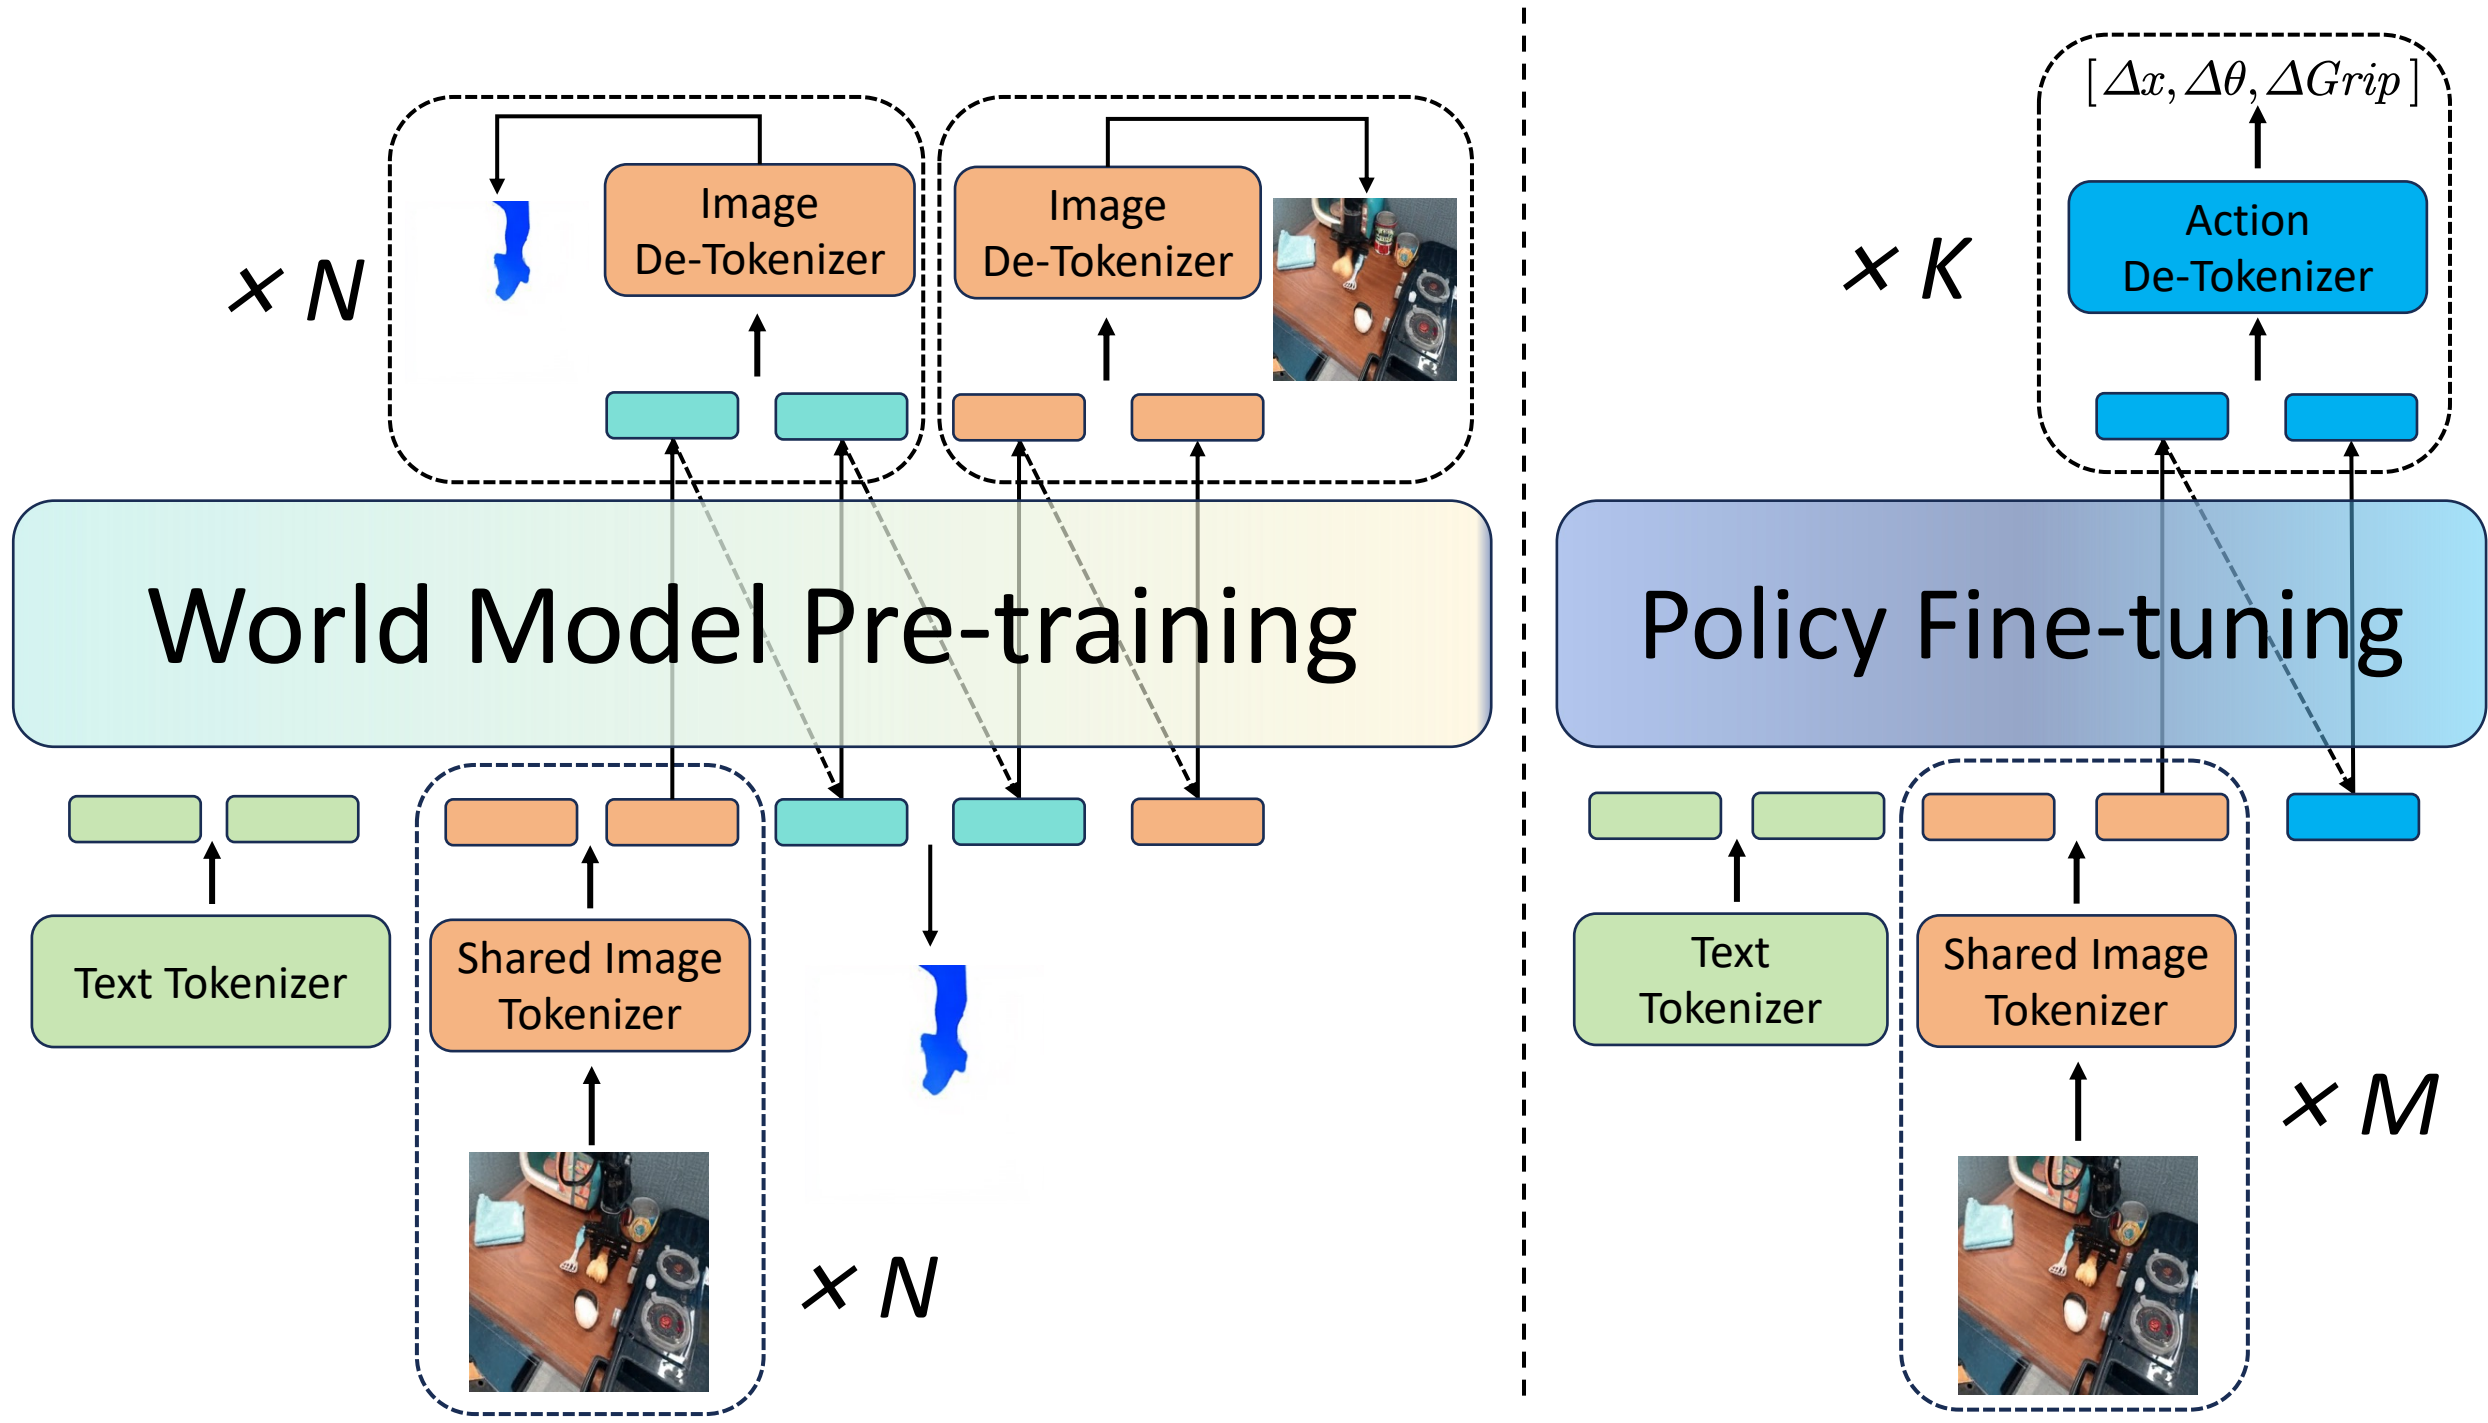 × N
Image
De-Tokenizer
Image
De-Tokenizer
World Model Pre-training
Text Tokenizer
Shared Image
Tokenizer
× N
[Δx, Δθ, ΔGrip]
× K
Action
De-Tokenizer
Policy Fine-tuning
Text
Tokenizer
Shared Image
Tokenizer
× M